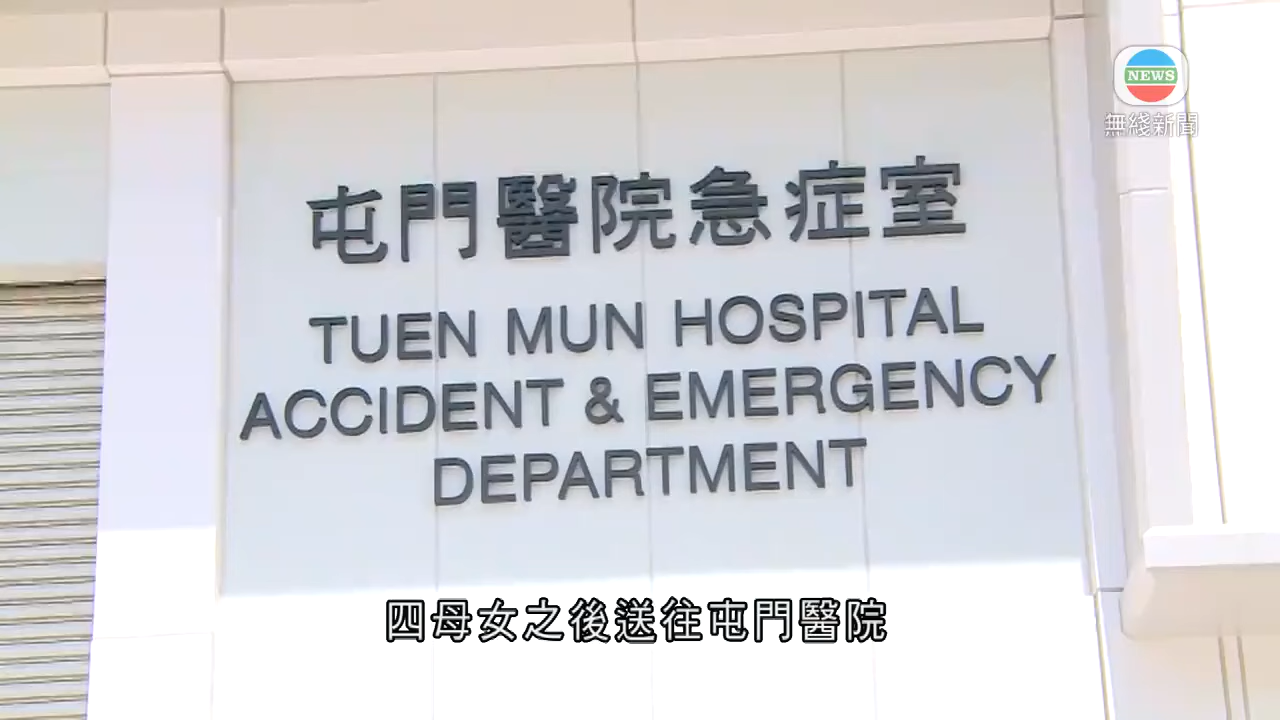 NEWS
無綫新聞
屯門醫院急症室
TUEN MUN HOSPITAL
ACCIDENT & EMERGENCY
DEPARTMENT
四母女之後送往屯門醫院